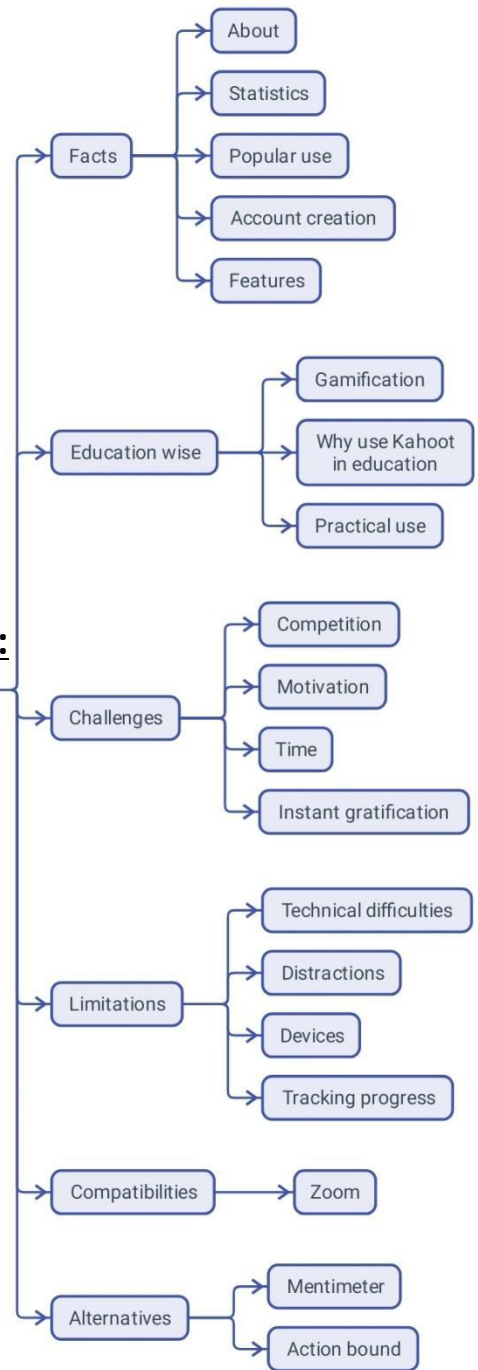 Facts
About
Statistics
Popular use
Account creation
Features
Education wise
Gamification
Why use Kahoot
in education
Practical use
:
Challenges
Competition
Motivation
Time
Instant gratification
Limitations
Technical difficulties
Distractions
Devices
Tracking progress
Compatibilities
Zoom
Alternatives
Mentimeter
Action bound